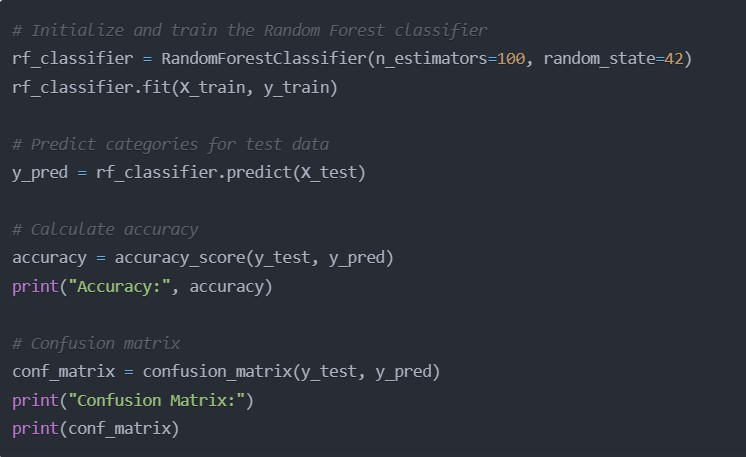 # Initialize and train the Random Forest classifier
rf_classifier = RandomForestClassifier(n_estimators=100, random_state=42)
rf_classifier.fit(X_train, y_train)
# Predict categories for test data
y_pred = rf_classifier.predict(X_test)
# Calculate accuracy
accuracy = accuracy_score(y_test, y_pred)
print("Accuracy:", accuracy)
# Confusion matrix
conf_matrix = confusion_matrix(y_test, y_pred)
print("Confusion Matrix:")
print(conf_matrix)